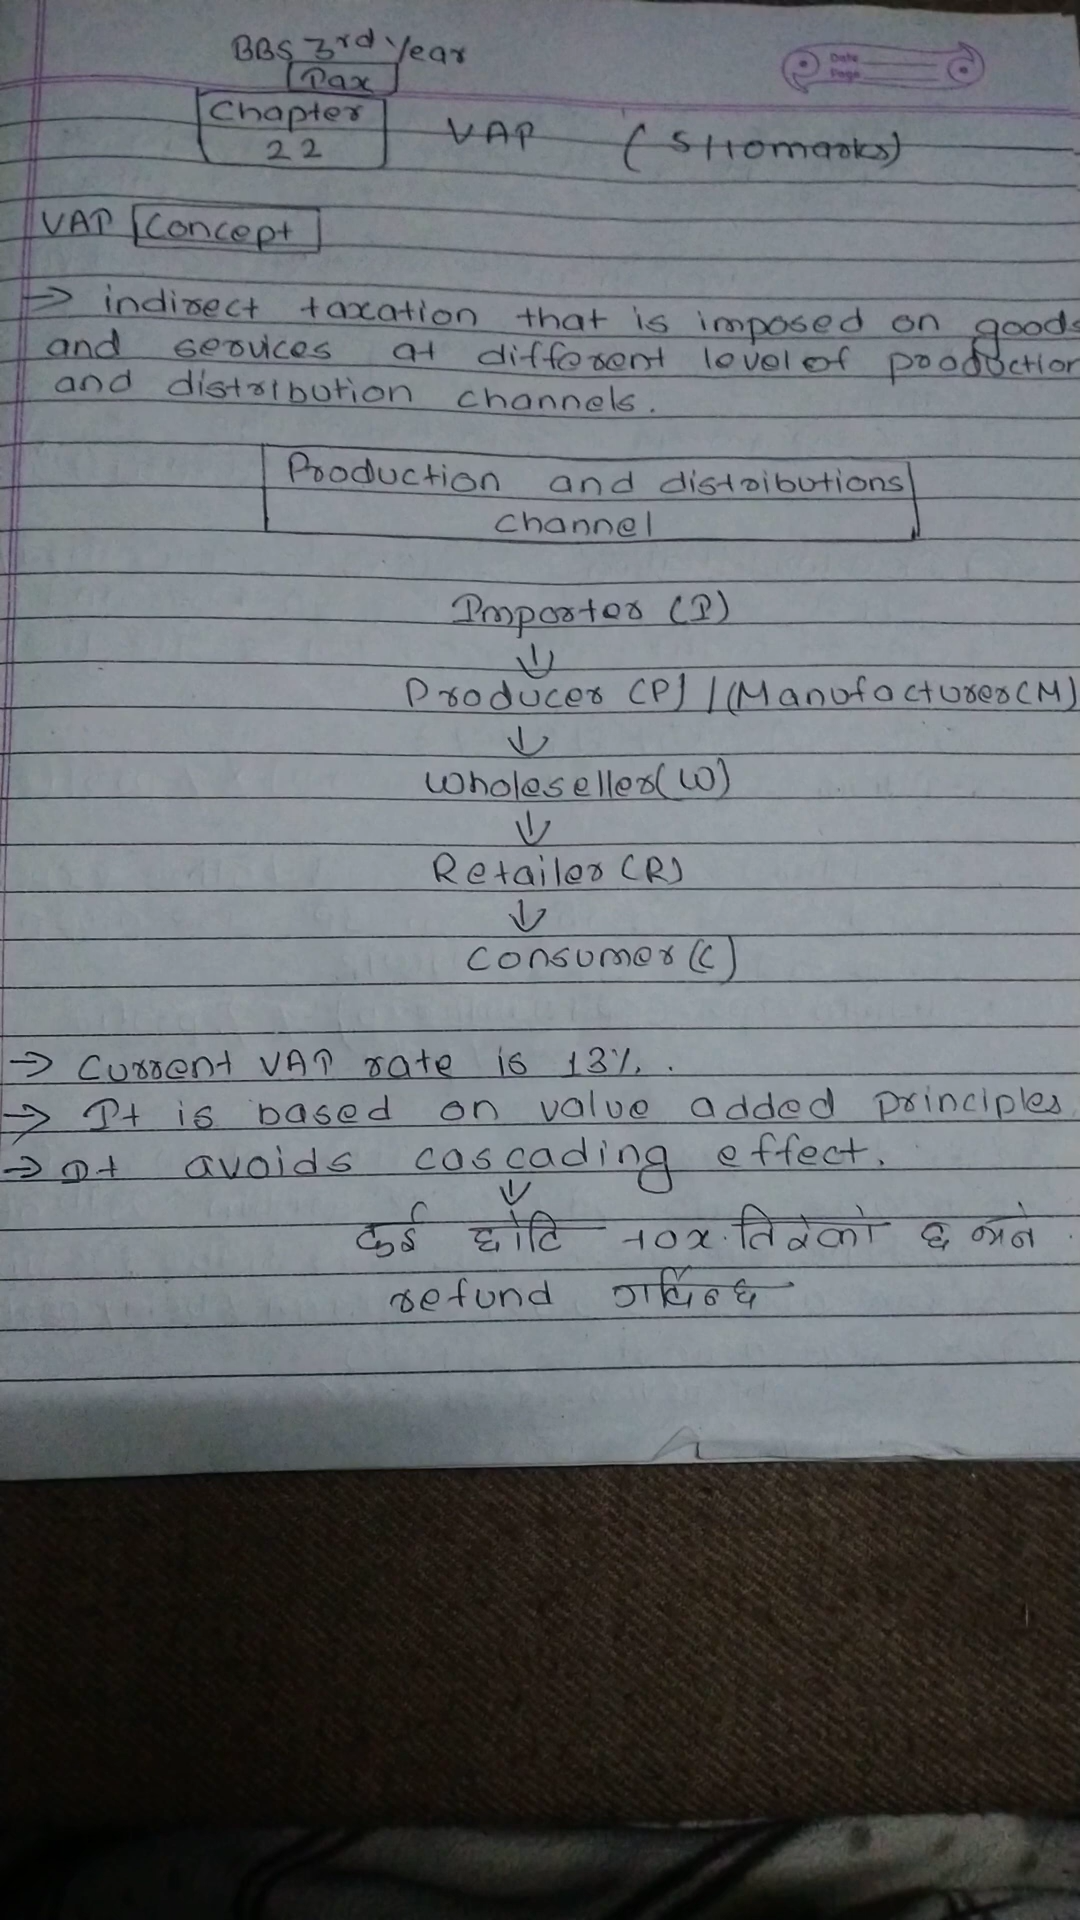 BBS 3rd Year
Tax
Date
Page
Chapter
22
VAT (5/10marks)
VAT Concept
→ indirect taxation that is imposed on goods
and services at different level of production
and distribution channels.
Production and distributions
channel
Importer (I)
↓
Producer (P) / (Manufacturer (M)
↓
Wholeseller (W)
↓
Retailer (R)
↓
Consumer (C)
→ Current VAT rate is 13%.
→ It is based on value added principles
→ It avoids cascading effect.
↓
दोहोरो tax तिरेको छ भने
refund गर्दिन्छ